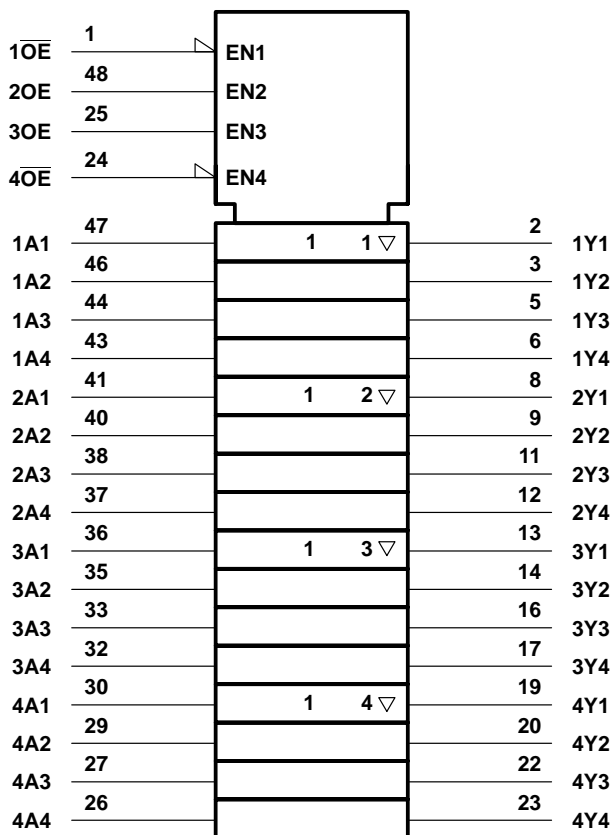 1O̅E̅ 1 EN1
2OE 48 EN2
3OE 25 EN3
4O̅E̅ 24 EN4
1A1 47 1 1 ▽ 2 1Y1
1A2 46 3 1Y2
1A3 44 5 1Y3
1A4 43 6 1Y4
2A1 41 1 2 ▽ 8 2Y1
2A2 40 9 2Y2
2A3 38 11 2Y3
2A4 37 12 2Y4
3A1 36 1 3 ▽ 13 3Y1
3A2 35 14 3Y2
3A3 33 16 3Y3
3A4 32 17 3Y4
4A1 30 1 4 ▽ 19 4Y1
4A2 29 20 4Y2
4A3 27 22 4Y3
4A4 26 23 4Y4